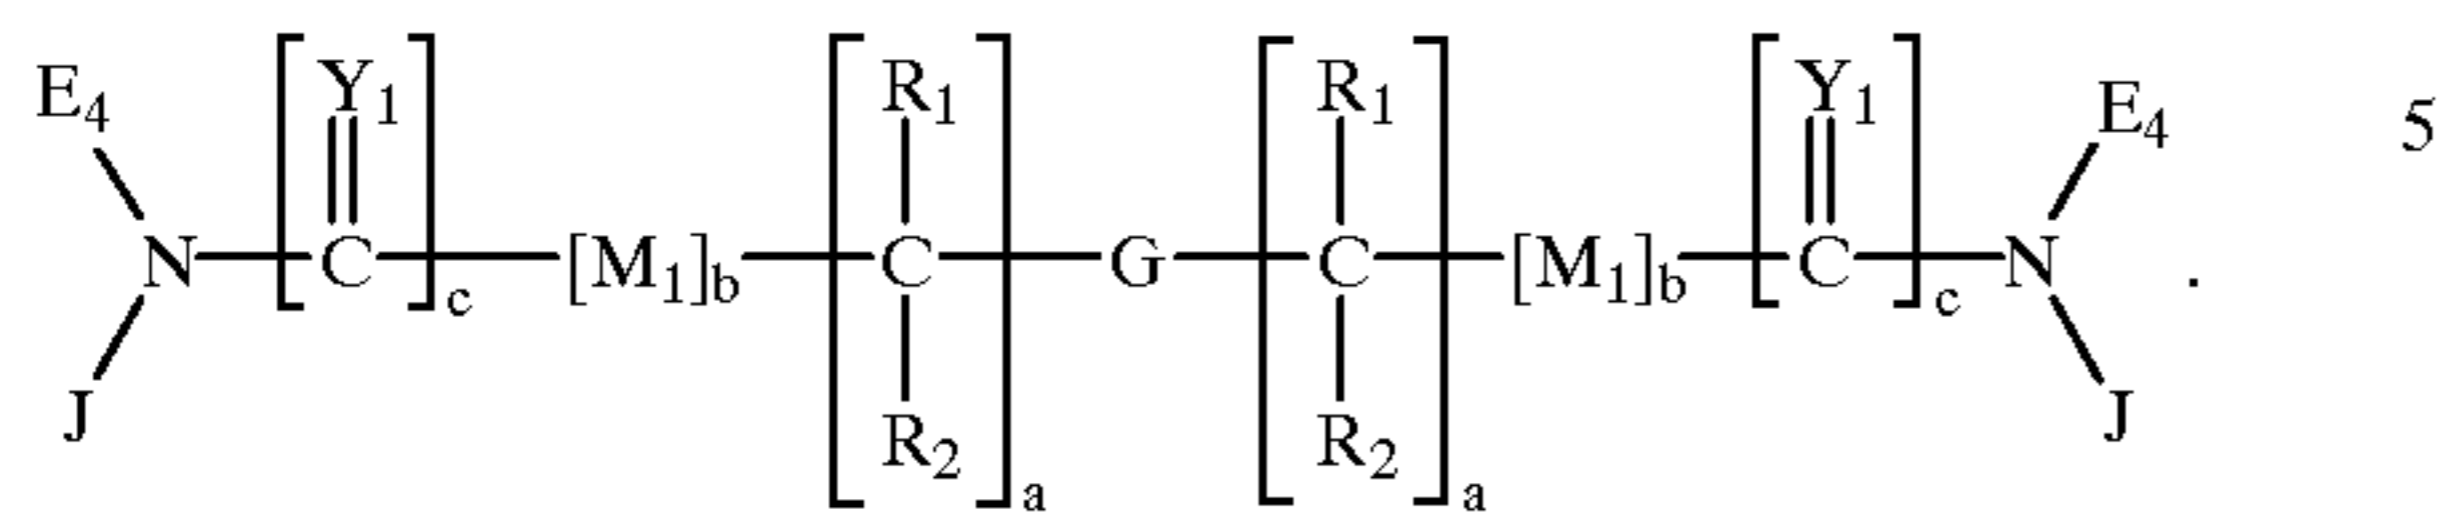 E4 [Y1 ]c [R1 ]a [R1 ]a [Y1 ]c E4 5
N—[C]c—[M1]b—[C]a—G—[C]a—[M1]b—[C]c—N .
J R2 R2 J